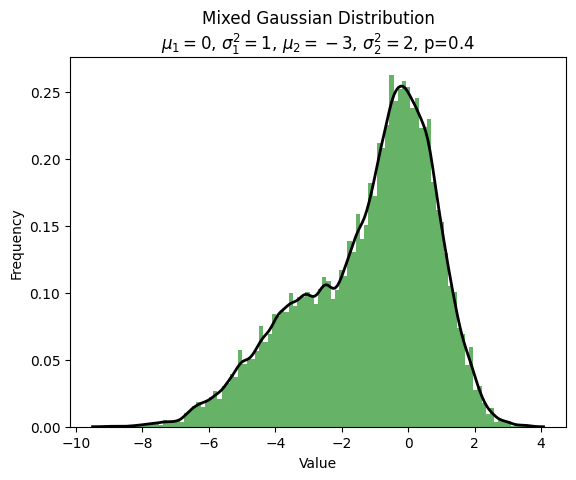 Mixed Gaussian Distribution
μ₁ = 0, σ₁² = 1, μ₂ = −3, σ₂² = 2, p=0.4
0.25
0.20
0.15
0.10
0.05
0.00
Frequency
−10 −8 −6 −4 −2 0 2 4
Value